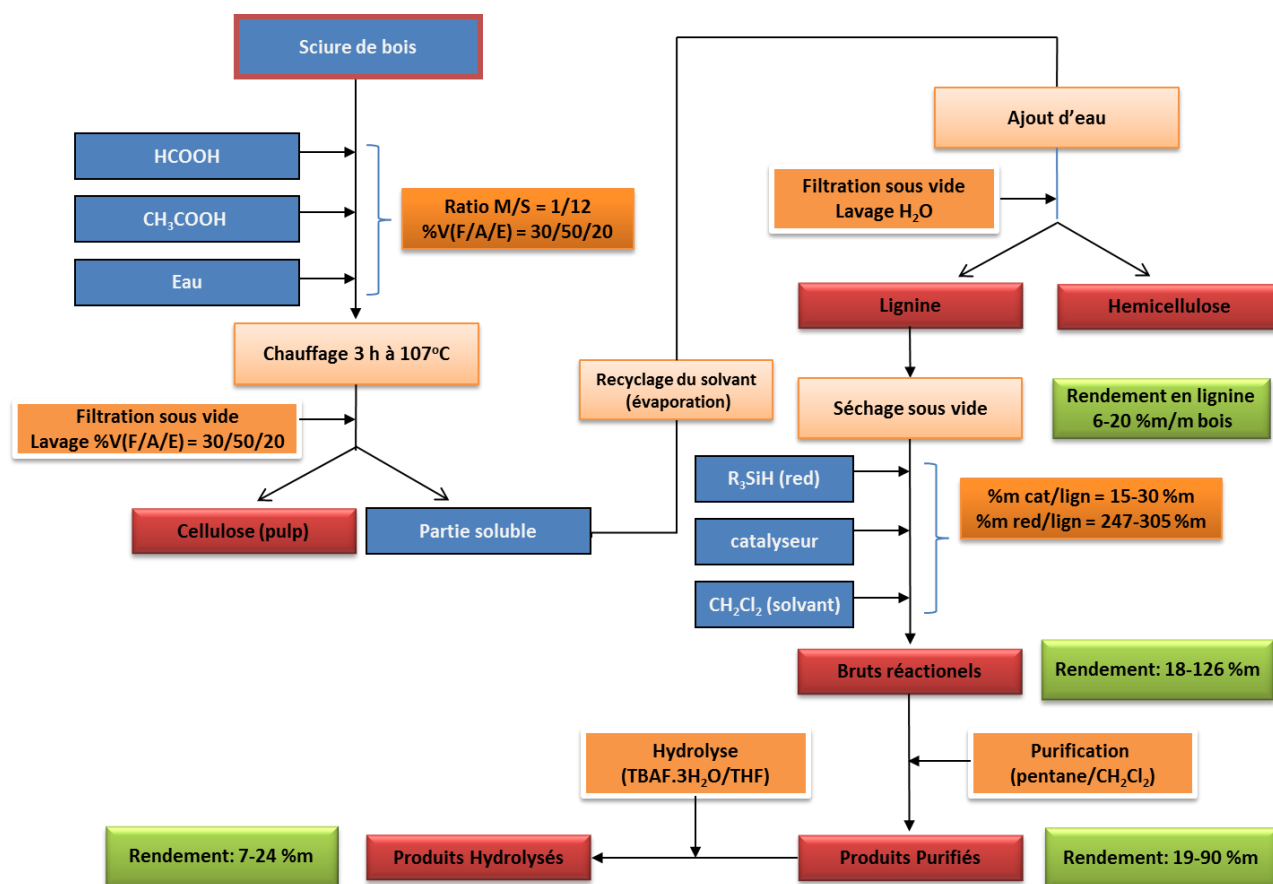 Sciure de bois
HCOOH
CH₃COOH
Eau
Ratio M/S = 1/12
%V(F/A/E) = 30/50/20
Chauffage 3 h à 107°C
Filtration sous vide
Lavage %V(F/A/E) = 30/50/20
Cellulose (pulp)
Partie soluble
Recyclage du solvant
(évaporation)
Ajout d’eau
Filtration sous vide
Lavage H₂O
Lignine
Hemicellulose
Séchage sous vide
Rendement en lignine
6-20 %m/m bois
R₃SiH (red)
catalyseur
CH₂Cl₂ (solvant)
%m cat/lign = 15-30 %m
%m red/lign = 247-305 %m
Bruts réactionels
Rendement: 18-126 %m
Hydrolyse
(TBAF.3H₂O/THF)
Purification
(pentane/CH₂Cl₂)
Rendement: 7-24 %m
Produits Hydrolysés
Produits Purifiés
Rendement: 19-90 %m